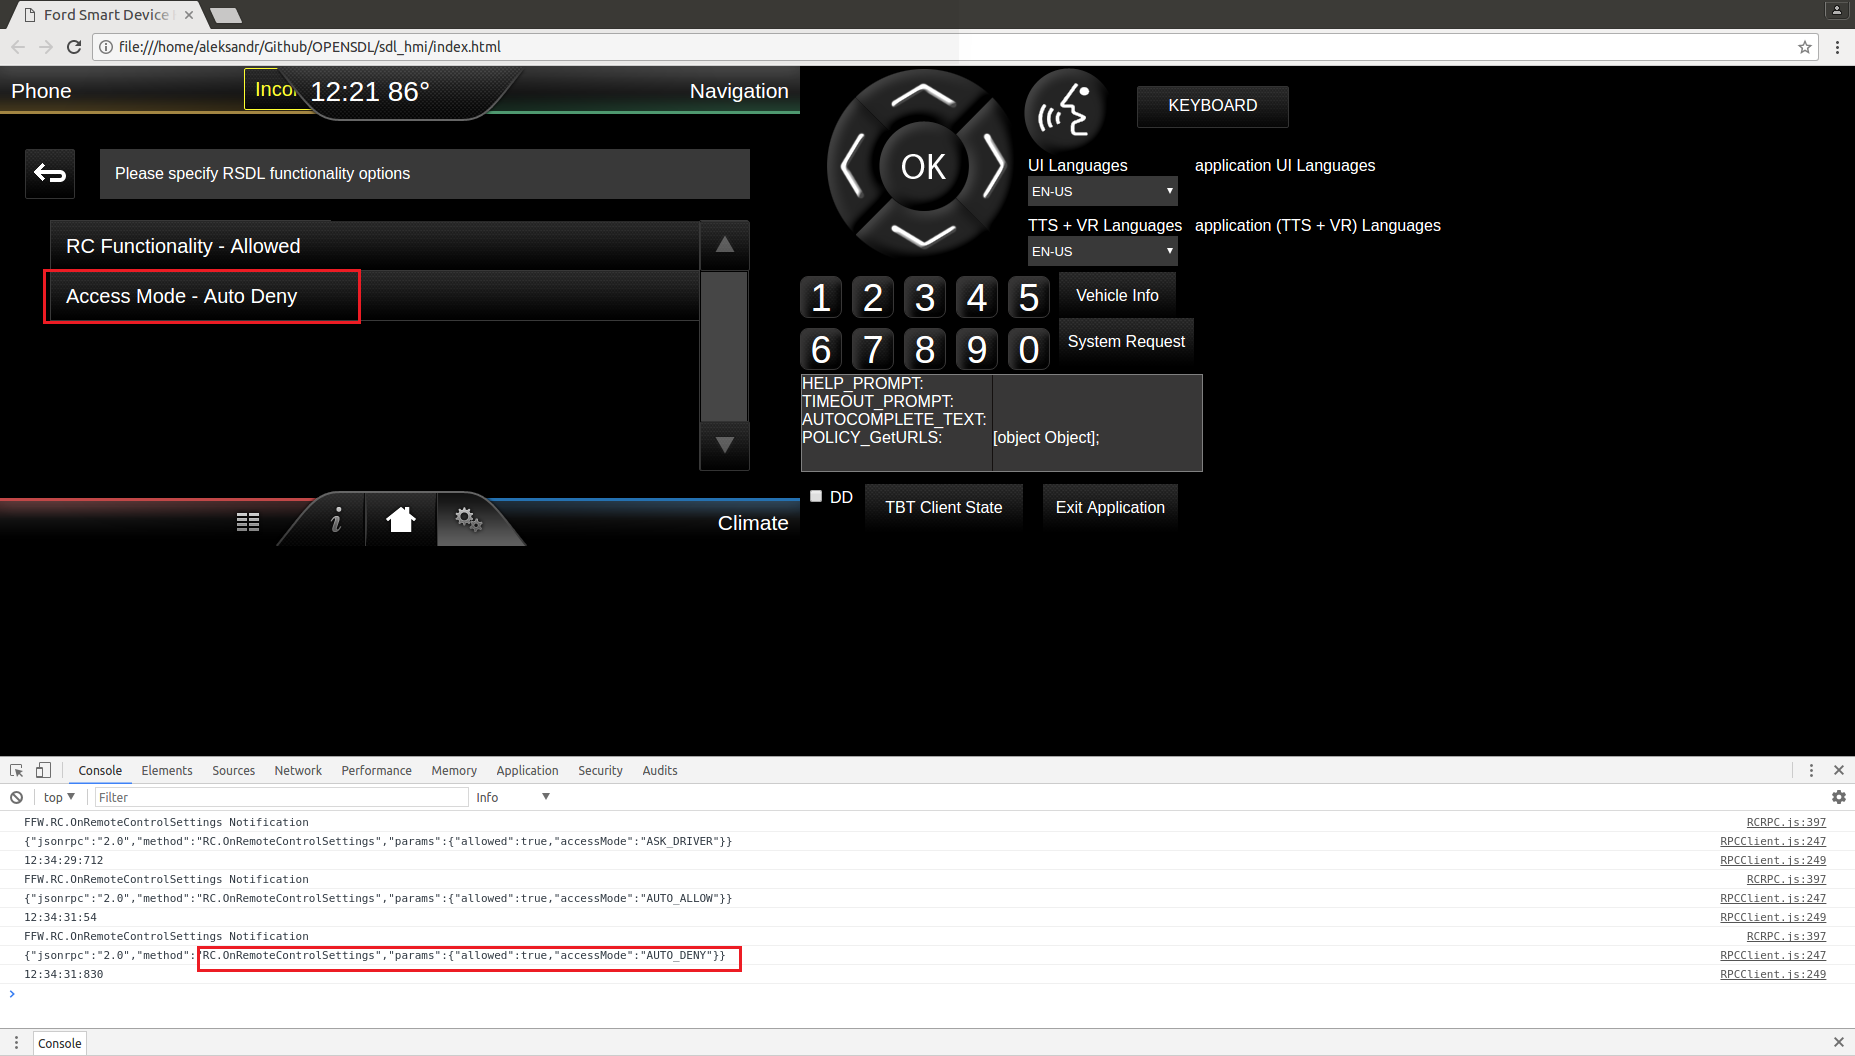 Ford Smart Device
file:///home/aleksandr/Github/OPENSDL/sdl_hmi/index.html
Phone
12:21 86°
Navigation
Please specify RSDL functionality options
RC Functionality - Allowed
Access Mode - Auto Deny
Climate
OK
KEYBOARD
UI Languages
application UI Languages
EN-US
TTS + VR Languages
application (TTS + VR) Languages
EN-US
1 2 3 4 5
Vehicle Info
6 7 8 9 0
System Request
HELP_PROMPT:
TIMEOUT_PROMPT:
AUTOCOMPLETE_TEXT:
POLICY_GetURLS: [object Object];
DD
TBT Client State
Exit Application
Console Elements Sources Network Performance Memory Application Security Audits
top Filter Info
FFW.RC.OnRemoteControlSettings Notification RCRPC.js:397
{"jsonrpc":"2.0","method":"RC.OnRemoteControlSettings","params":{"allowed":true,"accessMode":"ASK_DRIVER"}} RPCClient.js:247
12:34:29:712 RPCClient.js:249
FFW.RC.OnRemoteControlSettings Notification RCRPC.js:397
{"jsonrpc":"2.0","method":"RC.OnRemoteControlSettings","params":{"allowed":true,"accessMode":"AUTO_ALLOW"}} RPCClient.js:247
12:34:31:54 RPCClient.js:249
FFW.RC.OnRemoteControlSettings Notification RCRPC.js:397
{"jsonrpc":"2.0","method":"RC.OnRemoteControlSettings","params":{"allowed":true,"accessMode":"AUTO_DENY"}} RPCClient.js:247
12:34:31:830 RPCClient.js:249
Console